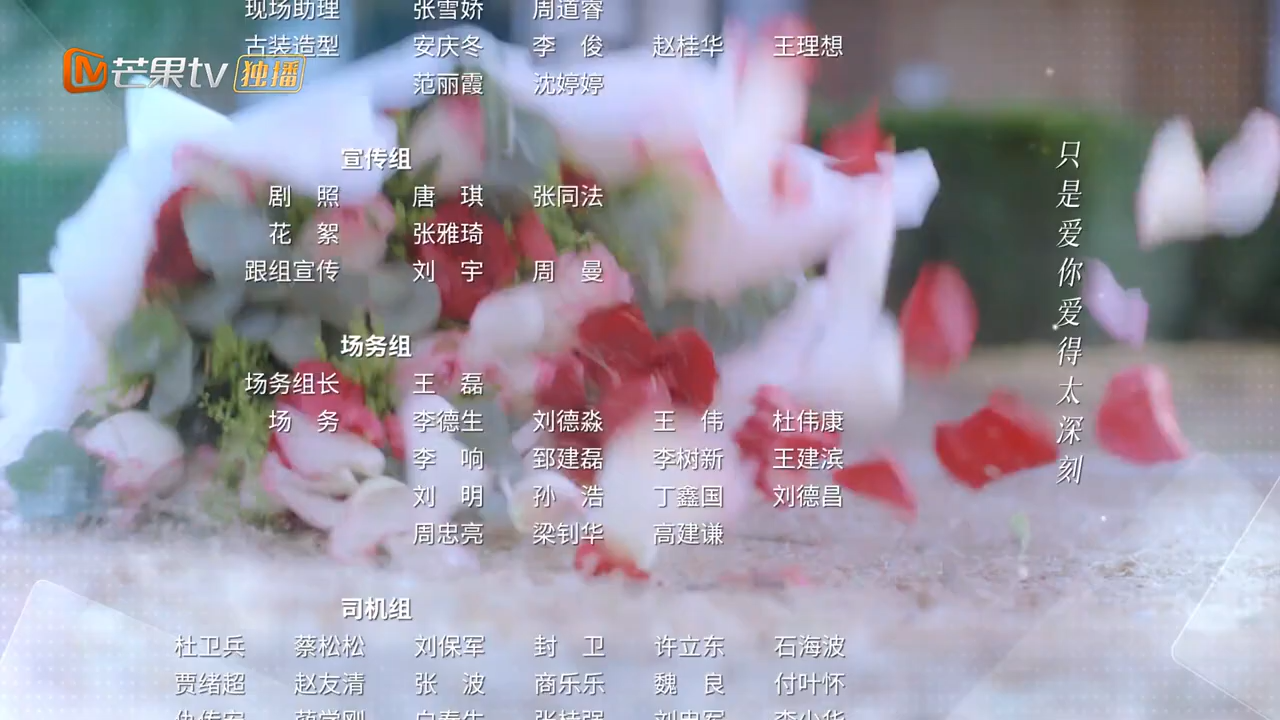 现场助理 张雪娇 周道睿
古装造型 安庆冬 李 俊 赵桂华 王理想
芒果tv 独播
范丽霞 沈婷婷
宣传组
剧 照 唐 琪 张同法
花 絮 张雅琦
跟组宣传 刘 宇 周 曼
场务组
场务组长 王 磊
场 务 李德生 刘德淼 王 伟 杜伟康
李 响 郅建磊 李树新 王建滨
刘 明 孙 浩 丁鑫国 刘德昌
周忠亮 梁钊华 高建谦
司机组
杜卫兵 蔡松松 刘保军 封 卫 许立东 石海波
贾绪超 赵友清 张 波 商乐乐 魏 良 付叶怀
只是爱你爱得太深刻